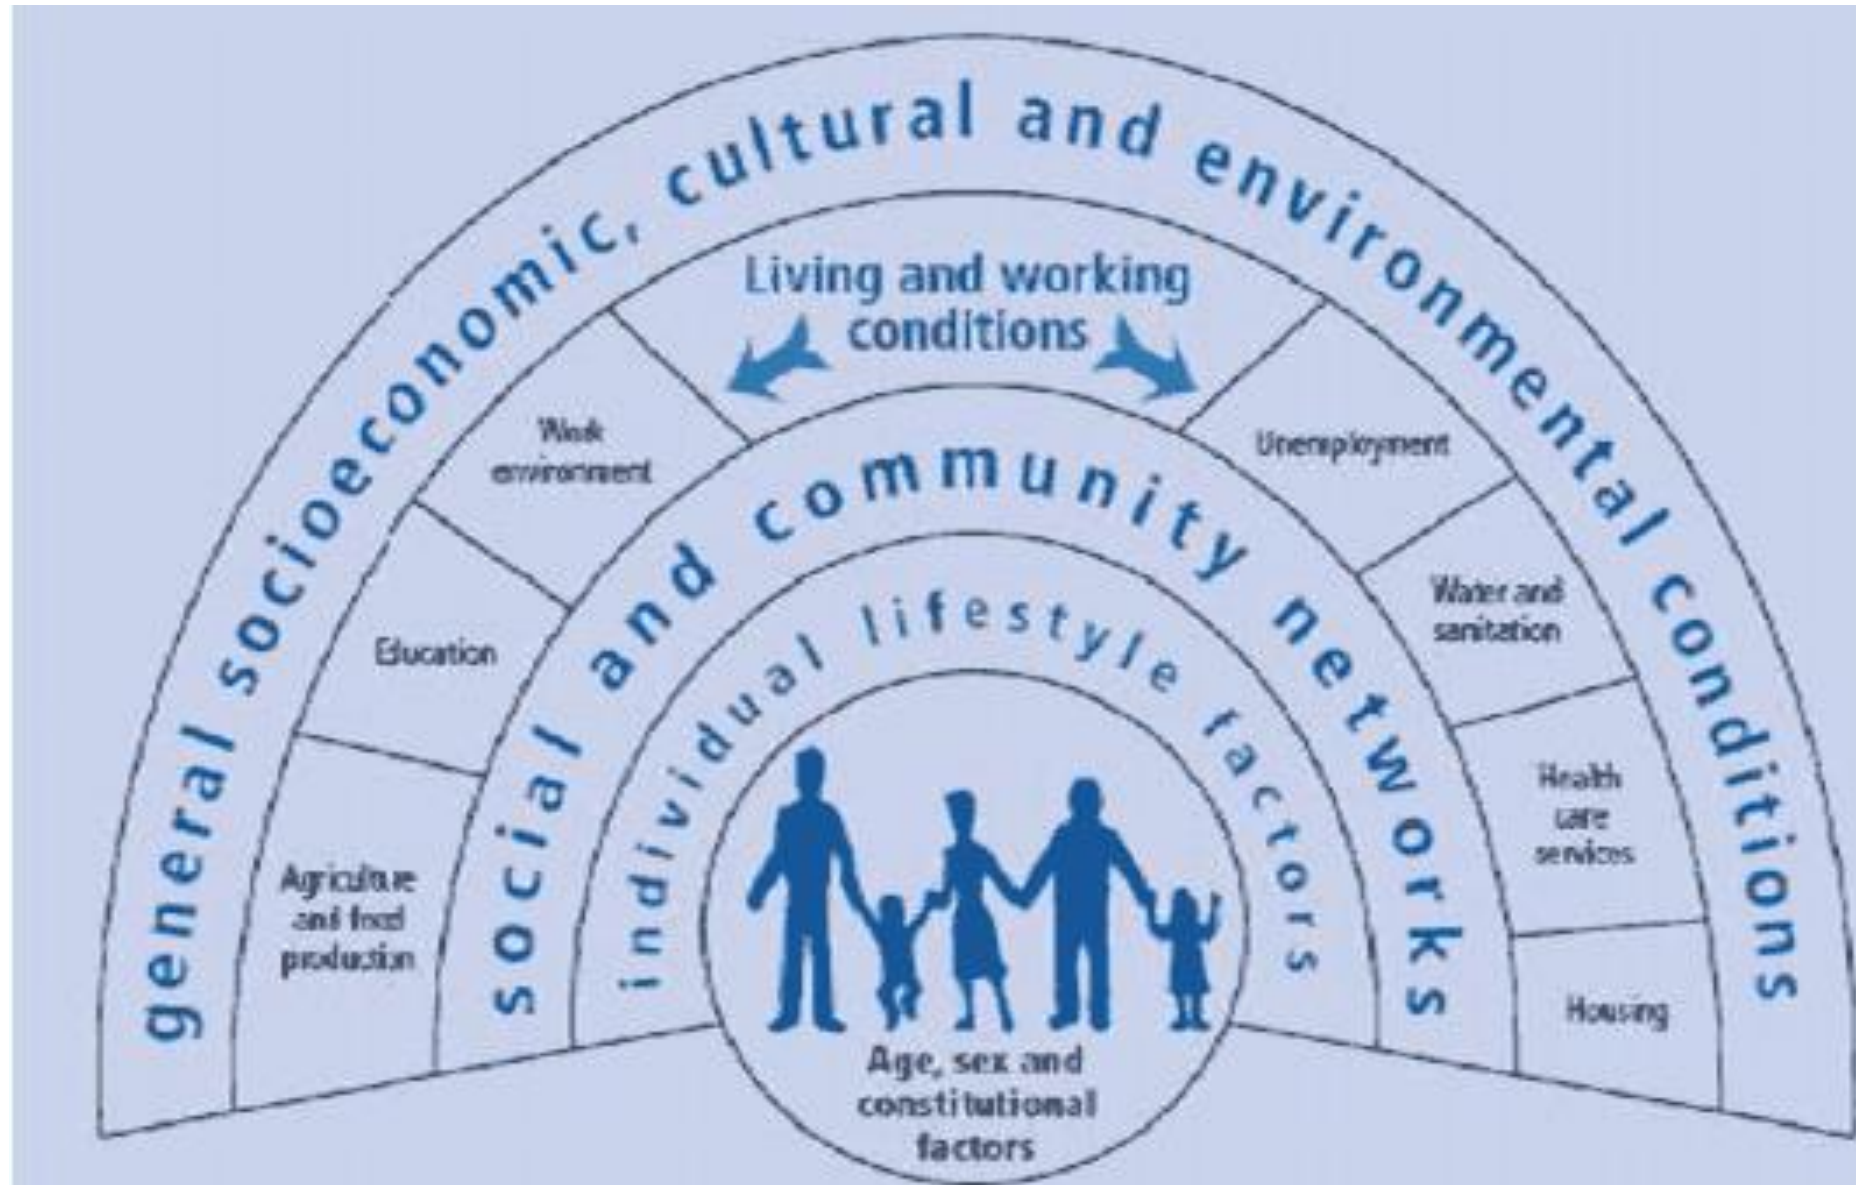 general socioeconomic, cultural and environmental conditions
Living and working
conditions
Work
environment
Unemployment
Education
Water and
sanitation
Agriculture
and food
production
Health
care
services
Housing
social and community networks
individual lifestyle factors
Age, sex and
constitutional
factors